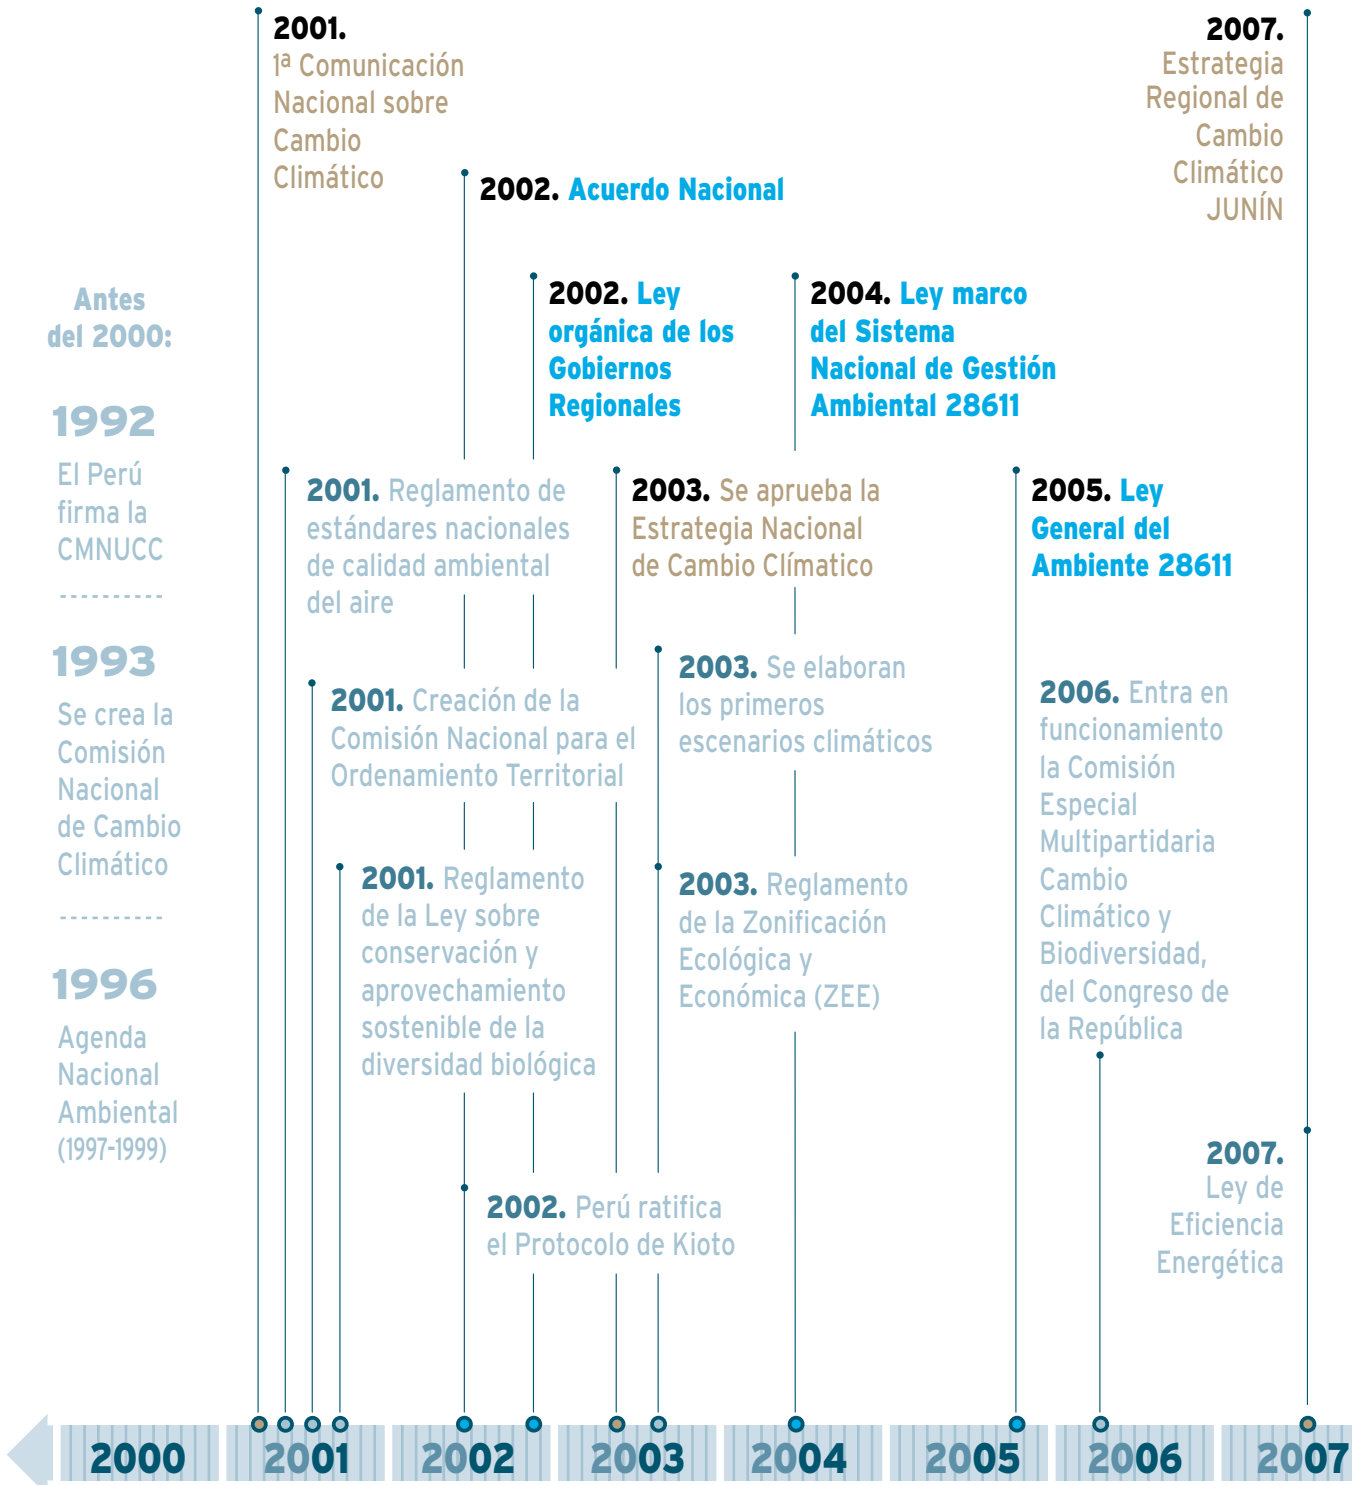 2001.
1ª Comunicación
Nacional sobre
Cambio
Climático
2007.
Estrategia
Regional de
Cambio
Climático
JUNÍN
2002. Acuerdo Nacional
2002. Ley
orgánica de los
Gobiernos
Regionales
2004. Ley marco
del Sistema
Nacional de Gestión
Ambiental 28611
Antes
del 2000:
1992
El Perú
firma la
CMNUCC
1993
Se crea la
Comisión
Nacional
de Cambio
Climático
1996
Agenda
Nacional
Ambiental
(1997-1999)
2001. Reglamento de
estándares nacionales
de calidad ambiental
del aire
2003. Se aprueba la
Estrategia Nacional
de Cambio Clímatico
2005. Ley
General del
Ambiente 28611
2001. Creación de la
Comisión Nacional para el
Ordenamiento Territorial
2003. Se elaboran
los primeros
escenarios climáticos
2006. Entra en
funcionamiento
la Comisión
Especial
Multipartidaria
Cambio
Climático y
Biodiversidad,
del Congreso de
la República
2001. Reglamento
de la Ley sobre
conservación y
aprovechamiento
sostenible de la
diversidad biológica
2003. Reglamento
de la Zonificación
Ecológica y
Económica (ZEE)
2002. Perú ratifica
el Protocolo de Kioto
2007.
Ley de
Eficiencia
Energética
2000 2001 2002 2003 2004 2005 2006 2007